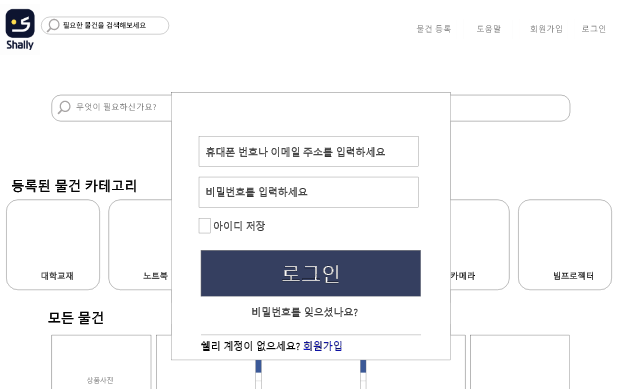 필요한 물건을 검색해보세요
물건 등록
도움말
회원가입
로그인
Shally
무엇이 필요하신가요?
휴대폰 번호나 이메일 주소를 입력하세요
비밀번호를 입력하세요
아이디 저장
로그인
비밀번호를 잊으셨나요?
쉘리 계정이 없으세요? 회원가입
등록된 물건 카테고리
대학교재
노트북
카메라
빔프로젝터
모든 물건
상품사진